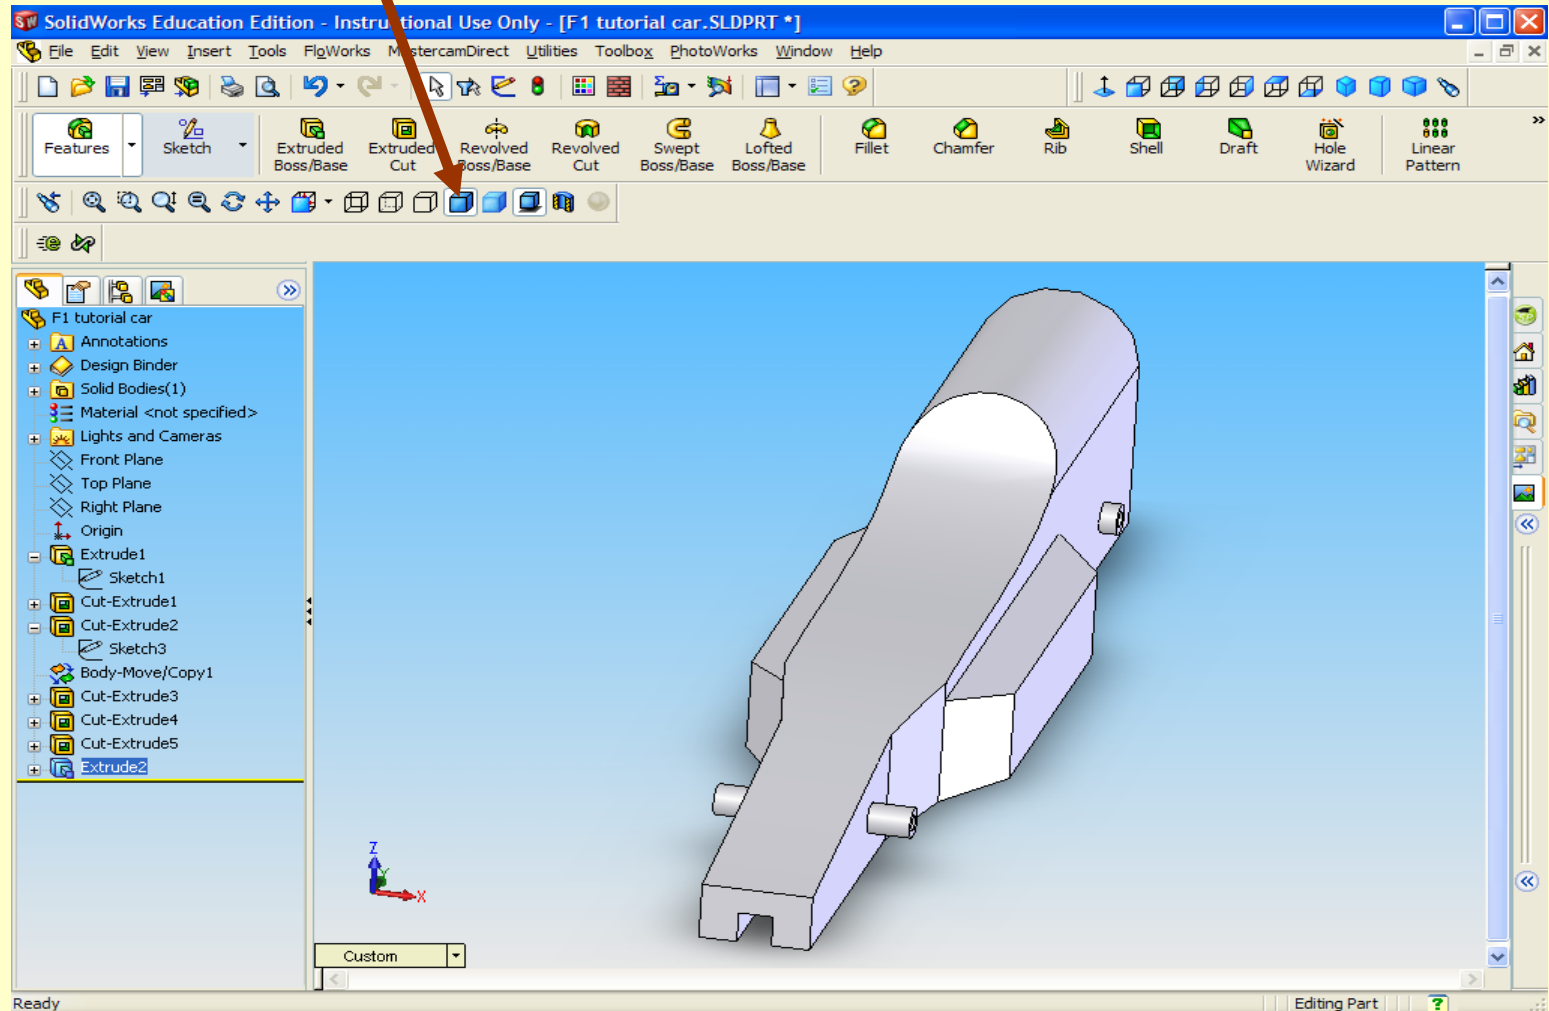 SolidWorks Education Edition - Instructional Use Only - [F1 tutorial car.SLDPRT *]
File Edit View Insert Tools FloWorks MastercamDirect Utilities Toolbox PhotoWorks Window Help
Features Sketch Extruded Boss/Base Extruded Cut Revolved Boss/Base Revolved Cut Swept Boss/Base Lofted Boss/Base Fillet Chamfer Rib Shell Draft Hole Wizard Linear Pattern
F1 tutorial car
Annotations
Design Binder
Solid Bodies(1)
Material <not specified>
Lights and Cameras
Front Plane
Top Plane
Right Plane
Origin
Extrude1
Sketch1
Cut-Extrude1
Cut-Extrude2
Sketch3
Body-Move/Copy1
Cut-Extrude3
Cut-Extrude4
Cut-Extrude5
Extrude2
Z
Y
X
Custom
Ready Editing Part